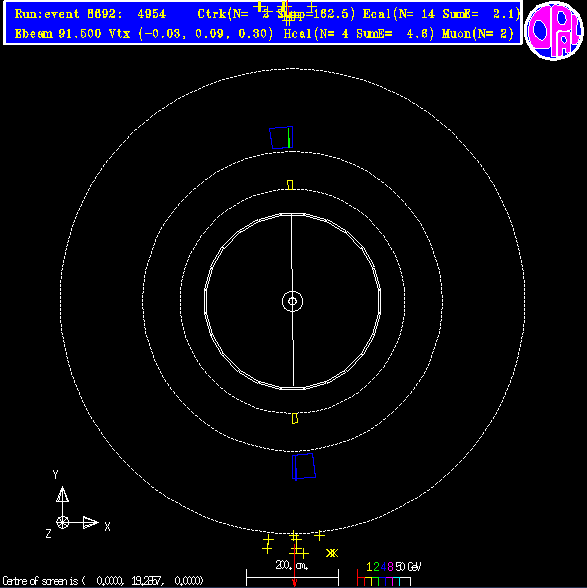 Run:event 8692: 4954 Ctrk(N= 2 Sump=162.5) Ecal(N= 14 SumE= 2.1)
Ebeam 91.500 Vtx (-0.03, 0.09, 0.30) Hcal(N= 4 SumE= 4.6) Muon(N= 2)
OPAL
Y
X
Z
200. cm.
1 2 4 8 50 GeV
Centre of screen is ( 0.0000, 19.2857, 0.0000)